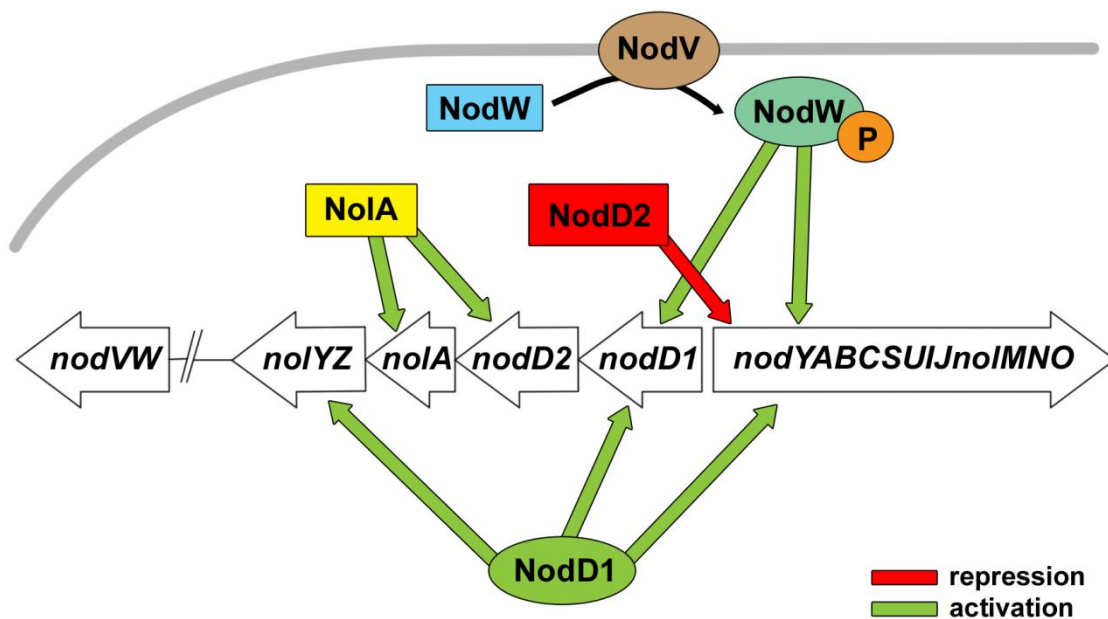 NodV
NodW
NodW
P
NolA
NodD2
nodVW
nolYZ
nolA
nodD2
nodD1
nodYABCSUIJnolMNO
NodD1
repression
activation